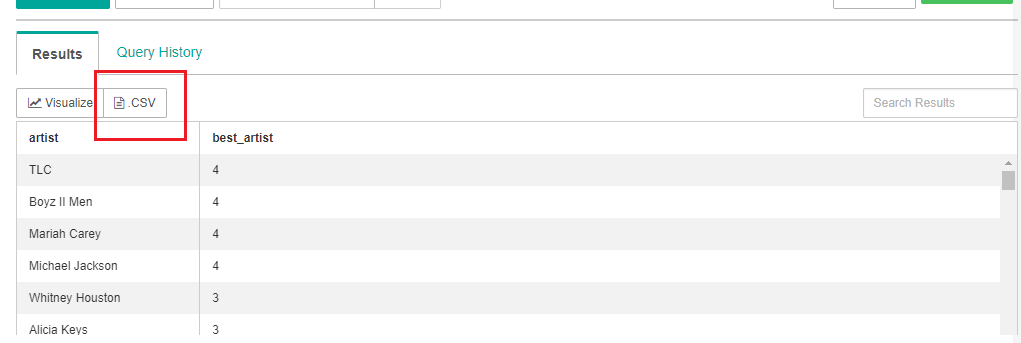 Results Query History
Visualize .CSV Search Results
artist best_artist
TLC 4
Boyz II Men 4
Mariah Carey 4
Michael Jackson 4
Whitney Houston 3
Alicia Keys 3